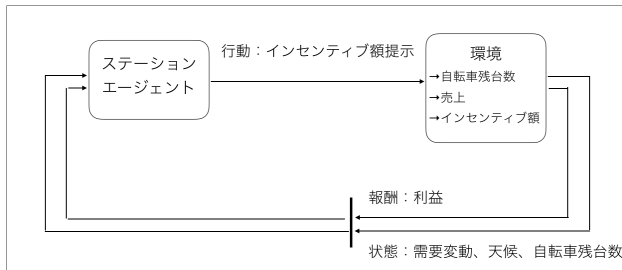 ステーション
エージェント
行動：インセンティブ額提示
環境
→自転車残台数
→売上
→インセンティブ額
報酬：利益
状態：需要変動、天候、自転車残台数